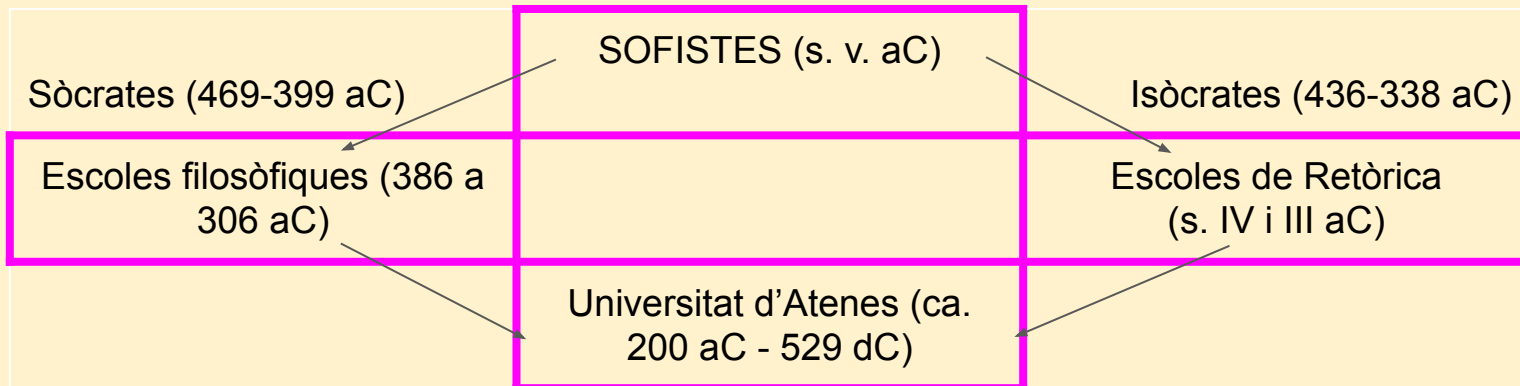 SOFISTES (s. v. aC)
Sòcrates (469-399 aC)
Isòcrates (436-338 aC)
Escoles filosòfiques (386 a
306 aC)
Escoles de Retòrica
(s. IV i III aC)
Universitat d’Atenes (ca.
200 aC - 529 dC)